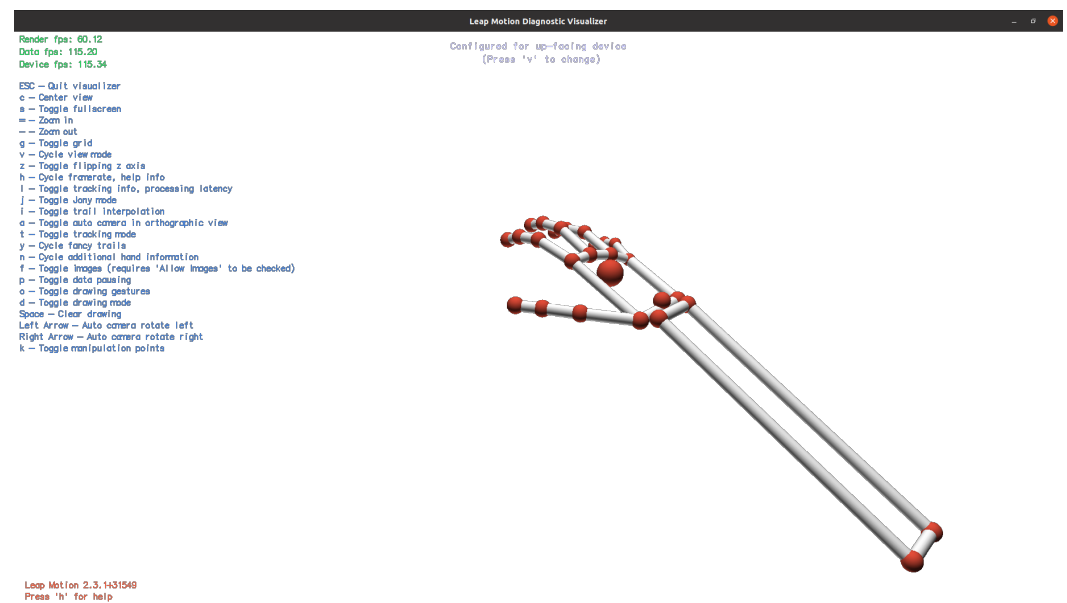 Leap Motion Diagnostic Visualizer
Render fps: 60.12
Data fps: 115.20
Device fps: 115.34
Configured for up-facing device
(Press 'v' to change)
ESC - Quit visualizer
c - Center view
s - Toggle fullscreen
= - Zoom in
- - Zoom out
g - Toggle grid
v - Cycle view mode
z - Toggle flipping z axis
h - Cycle framerate, help info
l - Toggle tracking info, processing latency
j - Toggle Jony mode
i - Toggle trail interpolation
a - Toggle auto camera in orthographic view
t - Toggle tracking mode
y - Cycle fancy trails
n - Cycle additional hand information
f - Toggle images (requires 'Allow Images' to be checked)
p - Toggle data pausing
o - Toggle drawing gestures
d - Toggle drawing mode
Space - Clear drawing
Left Arrow - Auto camera rotate left
Right Arrow - Auto camera rotate right
k - Toggle manipulation points
Leap Motion 2.3.1+31549
Press 'h' for help